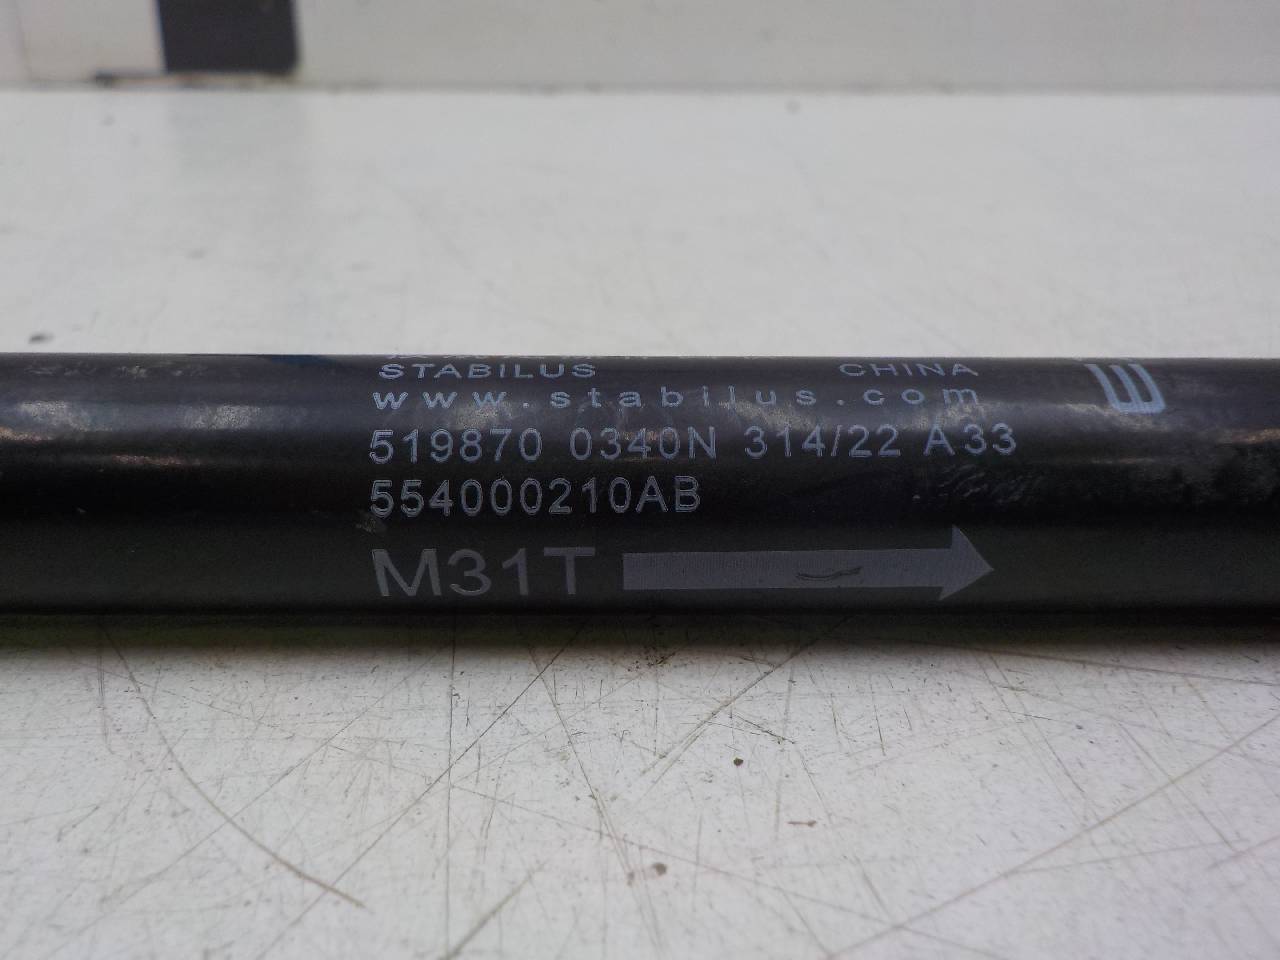 STABILUS CHINA
www.stabilus.com
519870 0340N 314/22 A33
554000210AB
M31T